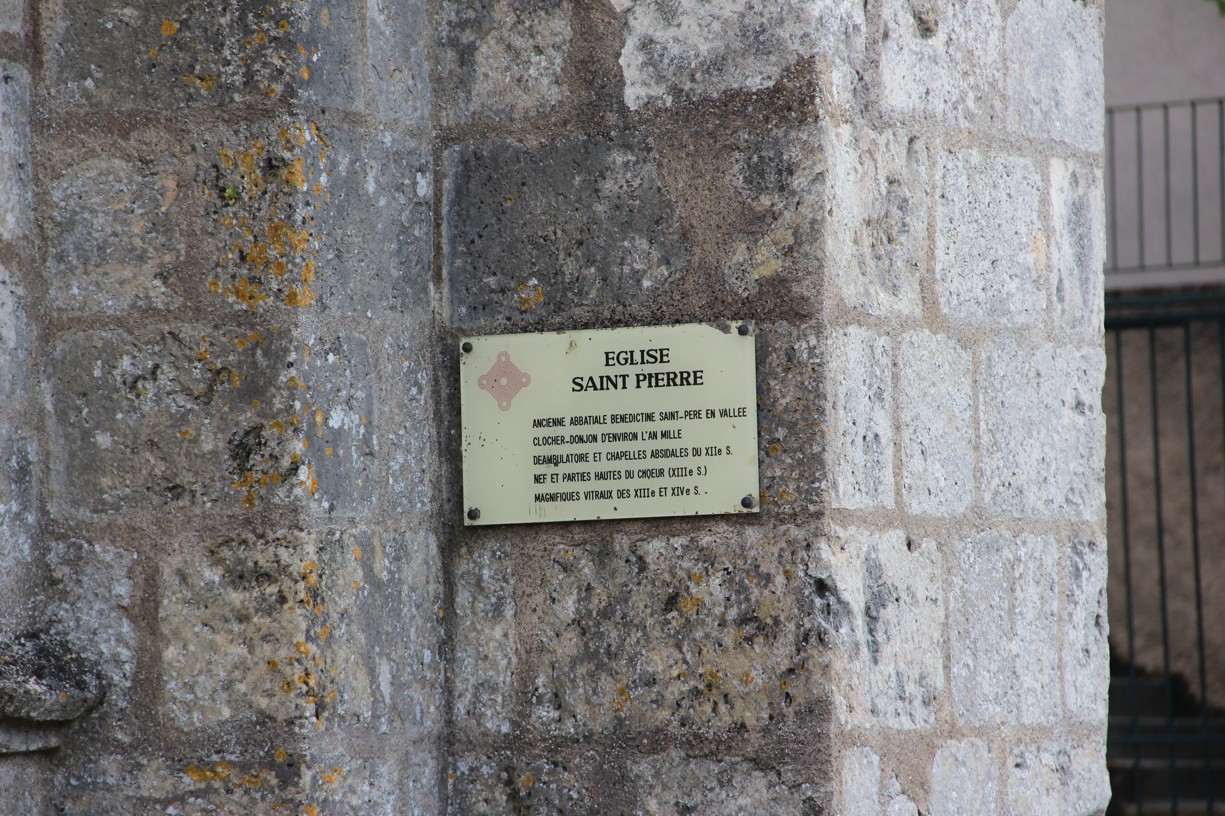 EGLISE
SAINT PIERRE
ANCIENNE ABBATIALE BENEDICTINE SAINT-PERE EN VALLEE
CLOCHER-DONJON D'ENVIRON L'AN MILLE
DEAMBULATOIRE ET CHAPELLES ABSIDALES DU XIIe S.
NEF ET PARTIES HAUTES DU CHOEUR (XIIIe S.)
MAGNIFIQUES VITRAUX DES XIIIe ET XIVe S.